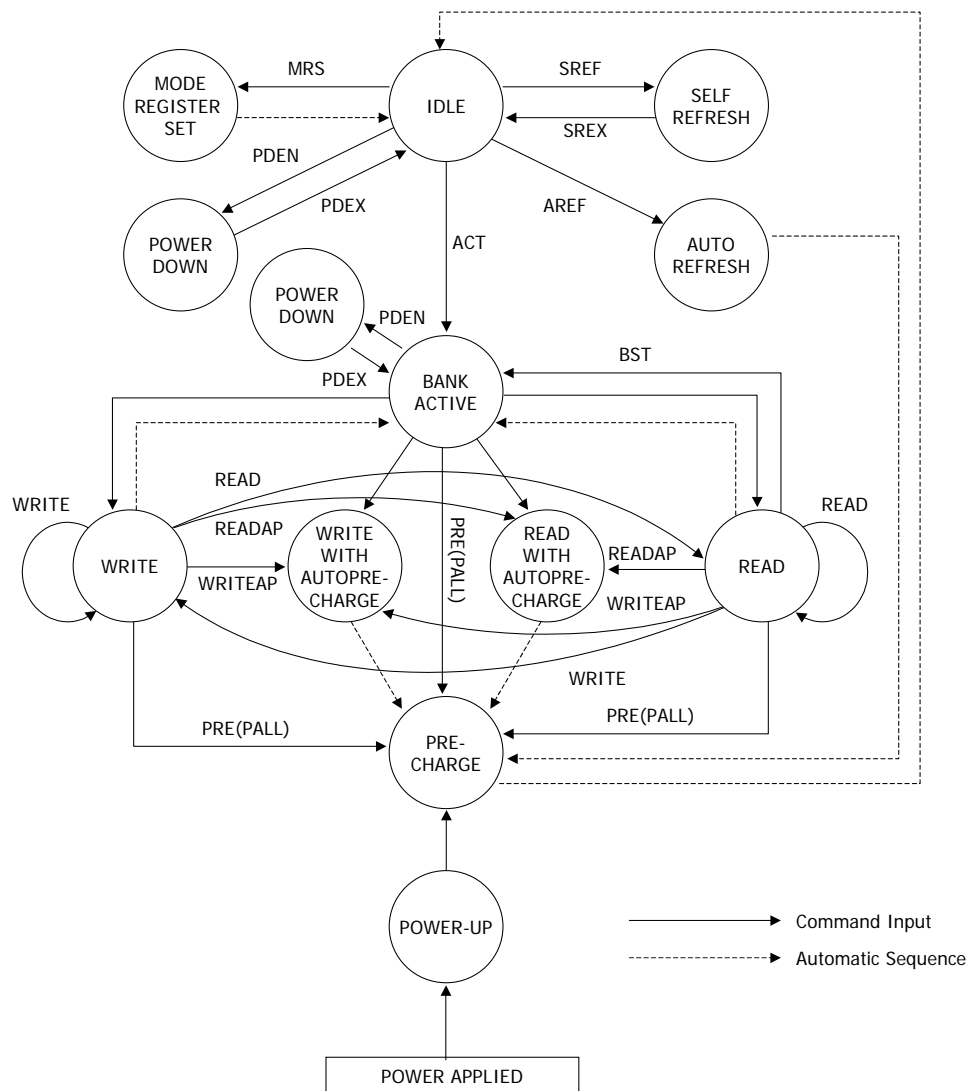 MRS
SREF
MODE
REGISTER
SET
IDLE
SELF
REFRESH
SREX
PDEN
PDEX
AREF
POWER
DOWN
ACT
AUTO
REFRESH
POWER
DOWN
PDEN
PDEX
BST
BANK
ACTIVE
READ
WRITE
READ
READAP
WRITE
WITH
AUTOPRE-
CHARGE
PRE(PALL)
READ
WITH
AUTOPRE-
CHARGE
READAP
WRITE
READ
WRITEAP
WRITEAP
WRITE
PRE(PALL)
PRE(PALL)
PRE-
CHARGE
POWER-UP
Command Input
Automatic Sequence
POWER APPLIED